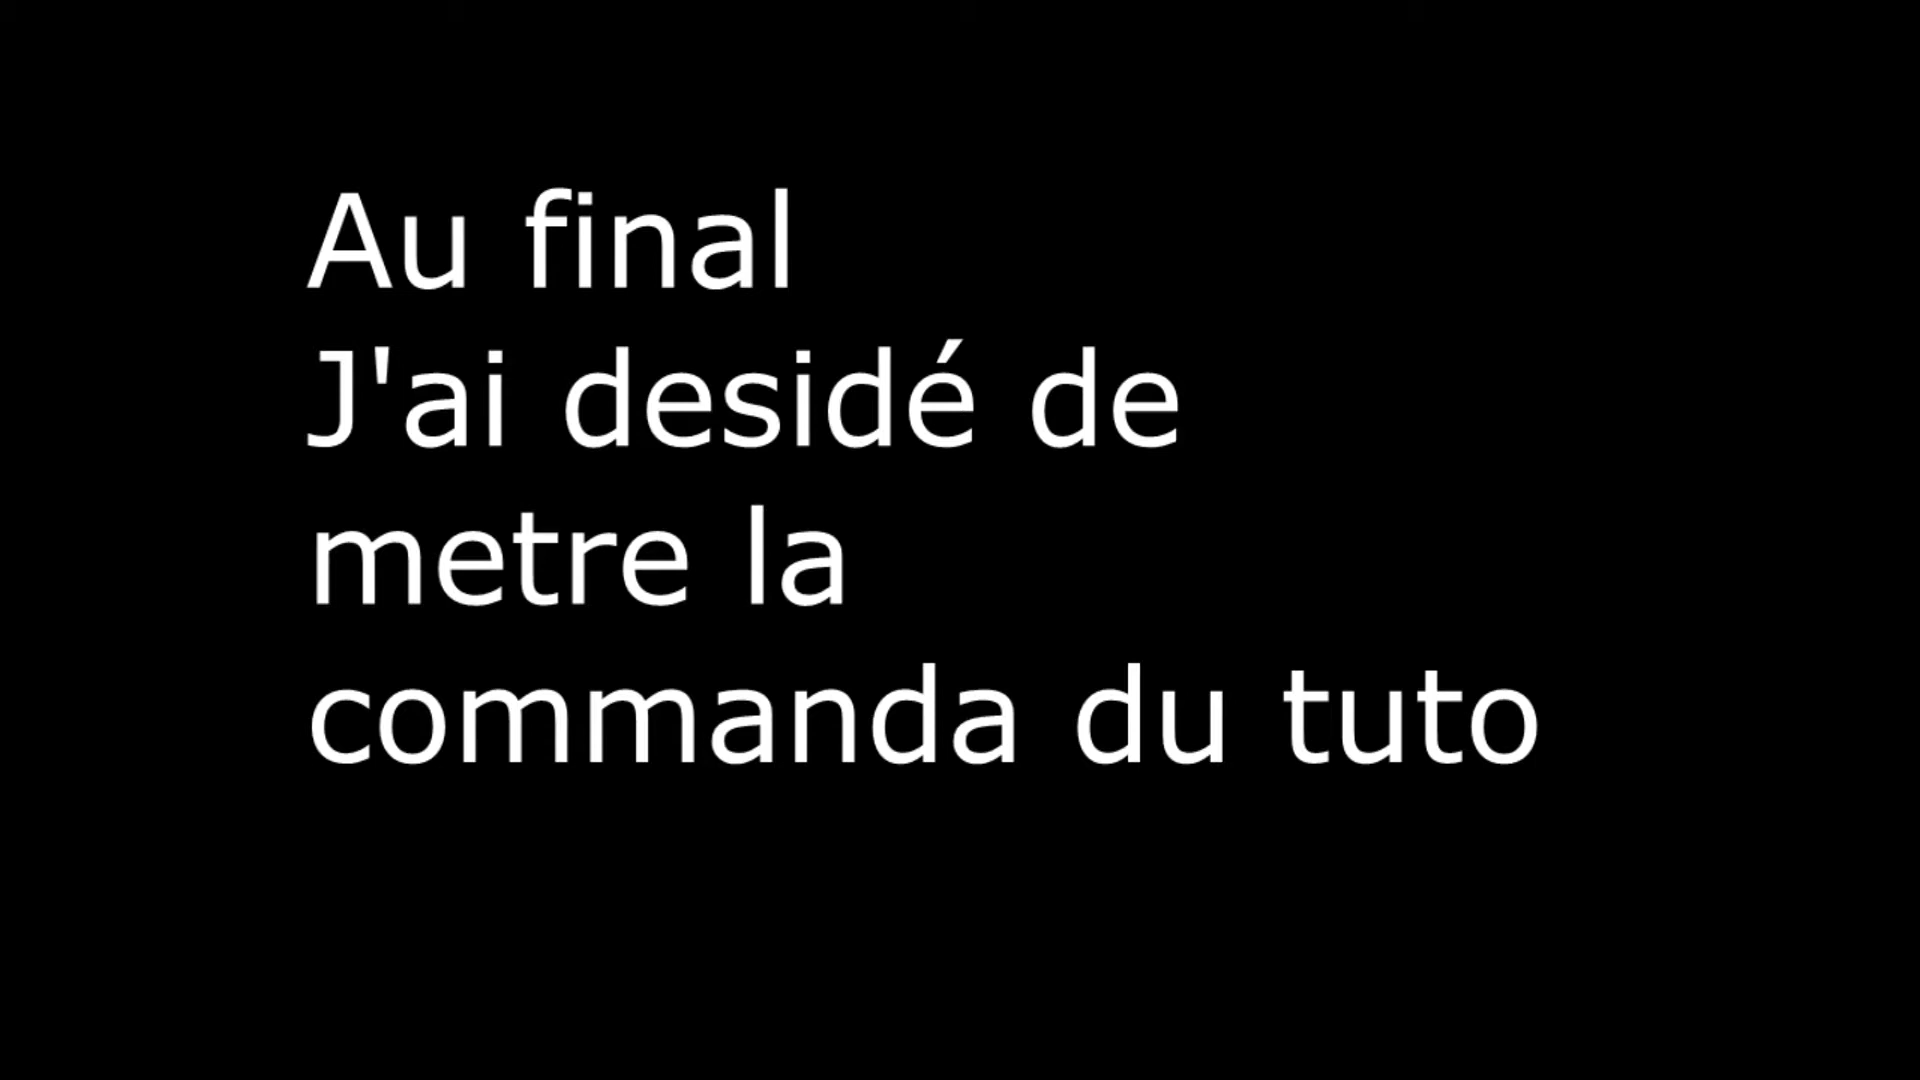 Au final
J'ai desidé de
metre la
commanda du tuto